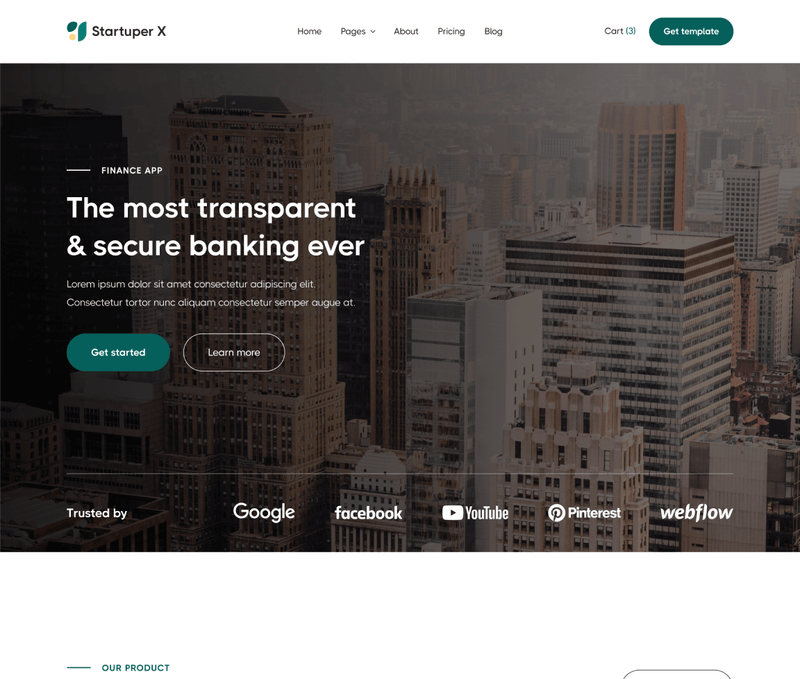 Startuper X
Home Pages About Pricing Blog
Cart (3)
Get template
FINANCE APP
The most transparent
& secure banking ever
Lorem ipsum dolor sit amet consectetur adipiscing elit.
Consectetur tortor nunc aliquam consectetur semper augue at.
Get started
Learn more
Trusted by
Google
facebook
YouTube
Pinterest
webflow
OUR PRODUCT